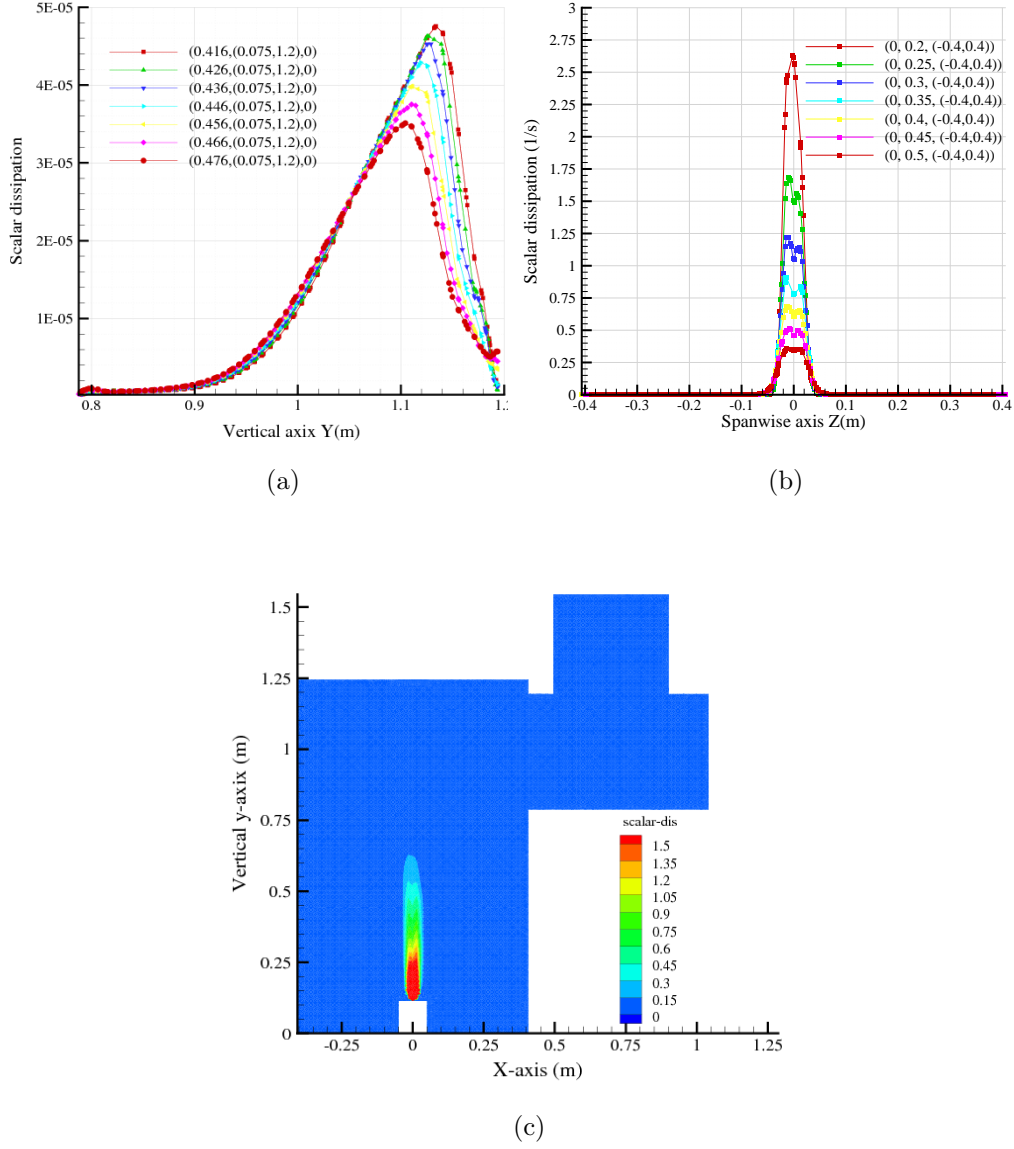 5E-05
4E-05
3E-05
2E-05
1E-05
Scalar dissipation
(0.416,(0.075,1.2),0)
(0.426,(0.075,1.2),0)
(0.436,(0.075,1.2),0)
(0.446,(0.075,1.2),0)
(0.456,(0.075,1.2),0)
(0.466,(0.075,1.2),0)
(0.476,(0.075,1.2),0)
0.8 0.9 1 1.1
Vertical axix Y(m)
(a)
3
2.75
2.5
2.25
2
1.75
1.5
1.25
1
0.75
0.5
0.25
0
Scalar dissipation (1/s)
(0, 0.2, (-0.4,0.4))
(0, 0.25, (-0.4,0.4))
(0, 0.3, (-0.4,0.4))
(0, 0.35, (-0.4,0.4))
(0, 0.4, (-0.4,0.4))
(0, 0.45, (-0.4,0.4))
(0, 0.5, (-0.4,0.4))
-0.4 -0.3 -0.2 -0.1 0 0.1 0.2 0.3 0.4
Spanwise axis Z(m)
(b)
1.5
1.25
1
0.75
0.5
0.25
0
Vertical y-axis (m)
scalar-dis
1.5
1.35
1.2
1.05
0.9
0.75
0.6
0.45
0.3
0.15
0
-0.25 0 0.25 0.5 0.75 1 1.25
X-axis (m)
(c)